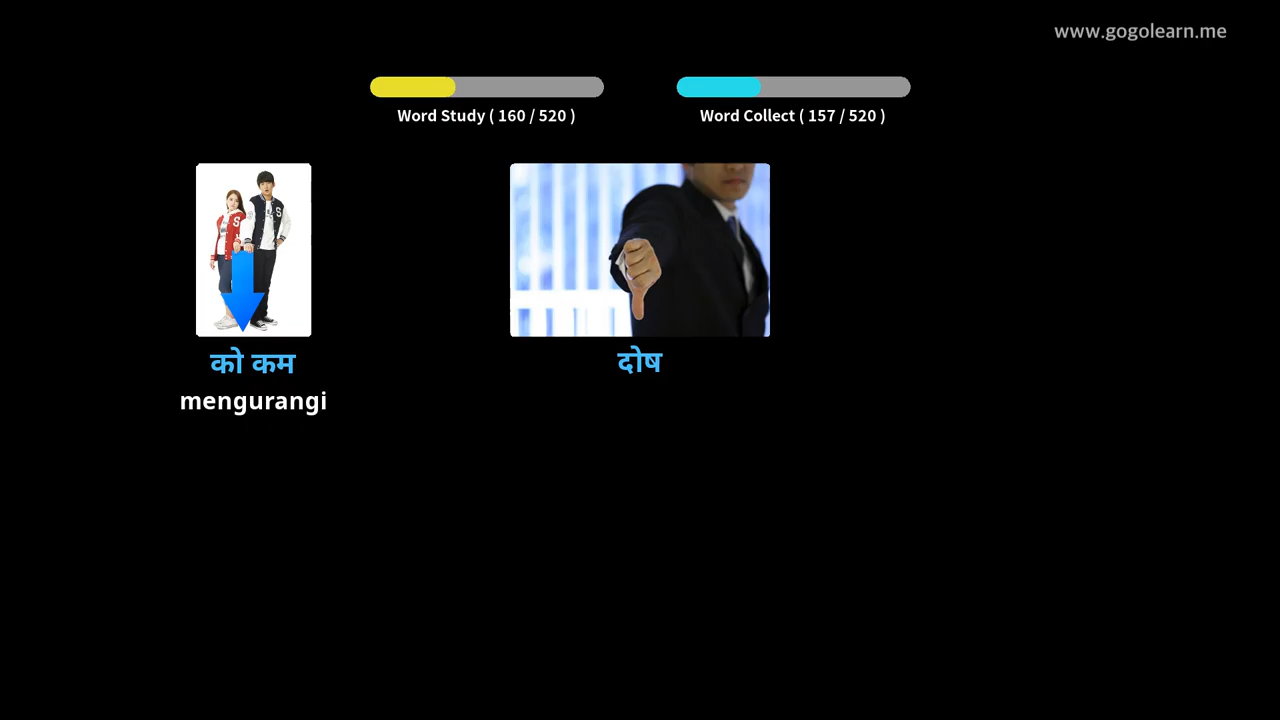 www.gogolearn.me
Word Study ( 160 / 520 )
Word Collect ( 157 / 520 )
S
S
को कम
mengurangi
दोष